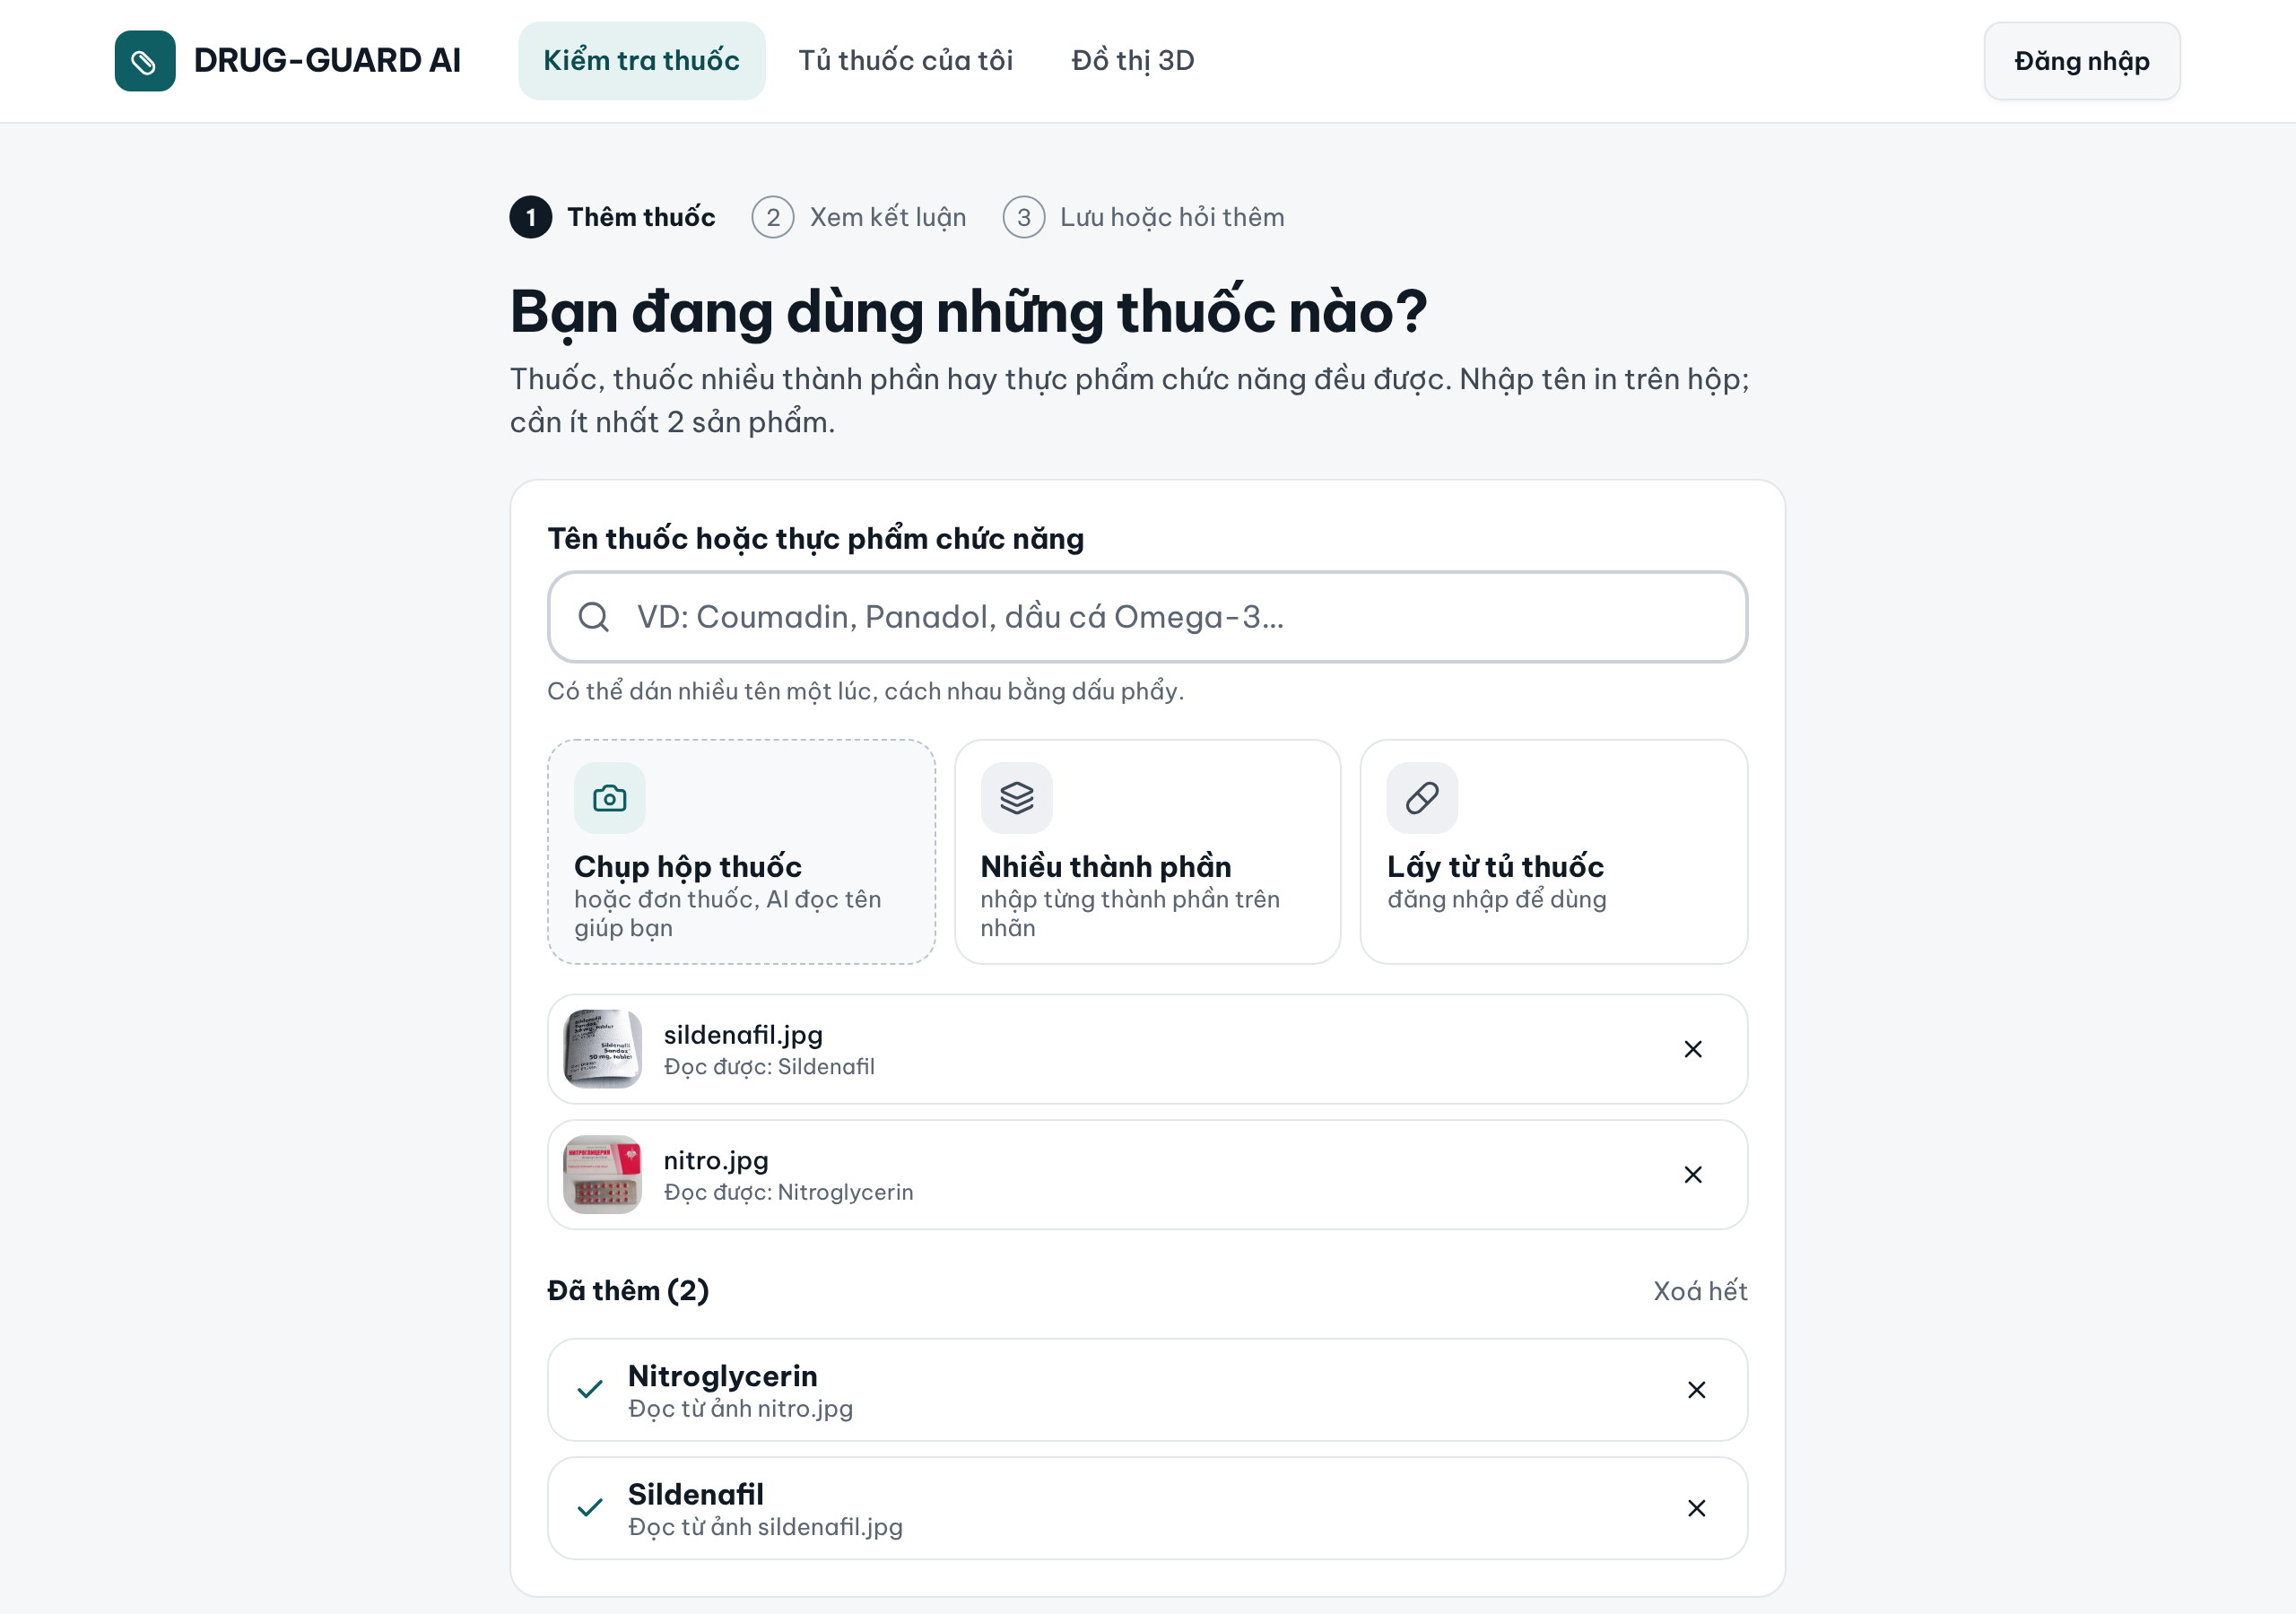 DRUG-GUARD AI
Kiểm tra thuốc
Tủ thuốc của tôi
Đồ thị 3D
Đăng nhập
1 Thêm thuốc
2 Xem kết luận
3 Lưu hoặc hỏi thêm
Bạn đang dùng những thuốc nào?
Thuốc, thuốc nhiều thành phần hay thực phẩm chức năng đều được. Nhập tên in trên hộp;
cần ít nhất 2 sản phẩm.
Tên thuốc hoặc thực phẩm chức năng
VD: Coumadin, Panadol, dầu cá Omega-3...
Có thể dán nhiều tên một lúc, cách nhau bằng dấu phẩy.
Chụp hộp thuốc
hoặc đơn thuốc, AI đọc tên
giúp bạn
Nhiều thành phần
nhập từng thành phần trên
nhãn
Lấy từ tủ thuốc
đăng nhập để dùng
Sildenafil
Sandoz
50 mg, tablet
sildenafil.jpg
Đọc được: Sildenafil
НИТРОГЛИЦЕРИН
nitro.jpg
Đọc được: Nitroglycerin
Đã thêm (2)
Xoá hết
Nitroglycerin
Đọc từ ảnh nitro.jpg
Sildenafil
Đọc từ ảnh sildenafil.jpg